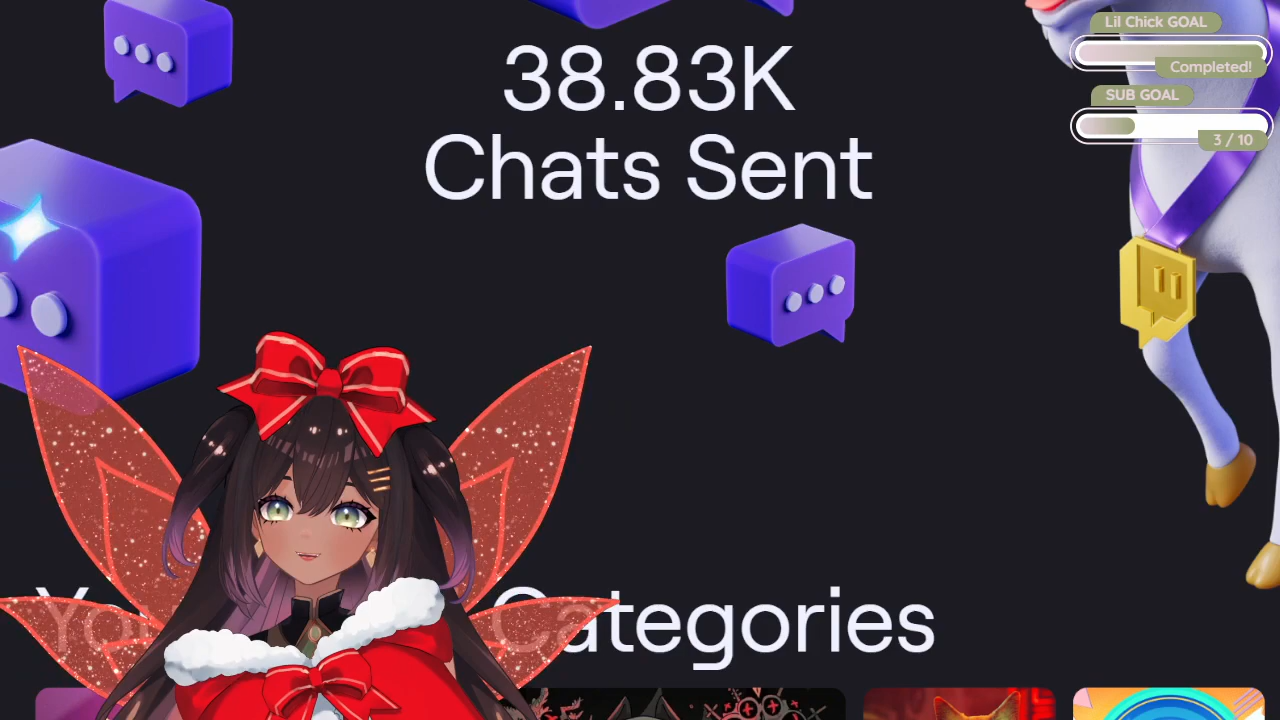 38.83K
Chats Sent
Lil Chick GOAL
Completed!
SUB GOAL
3 / 10
Categories